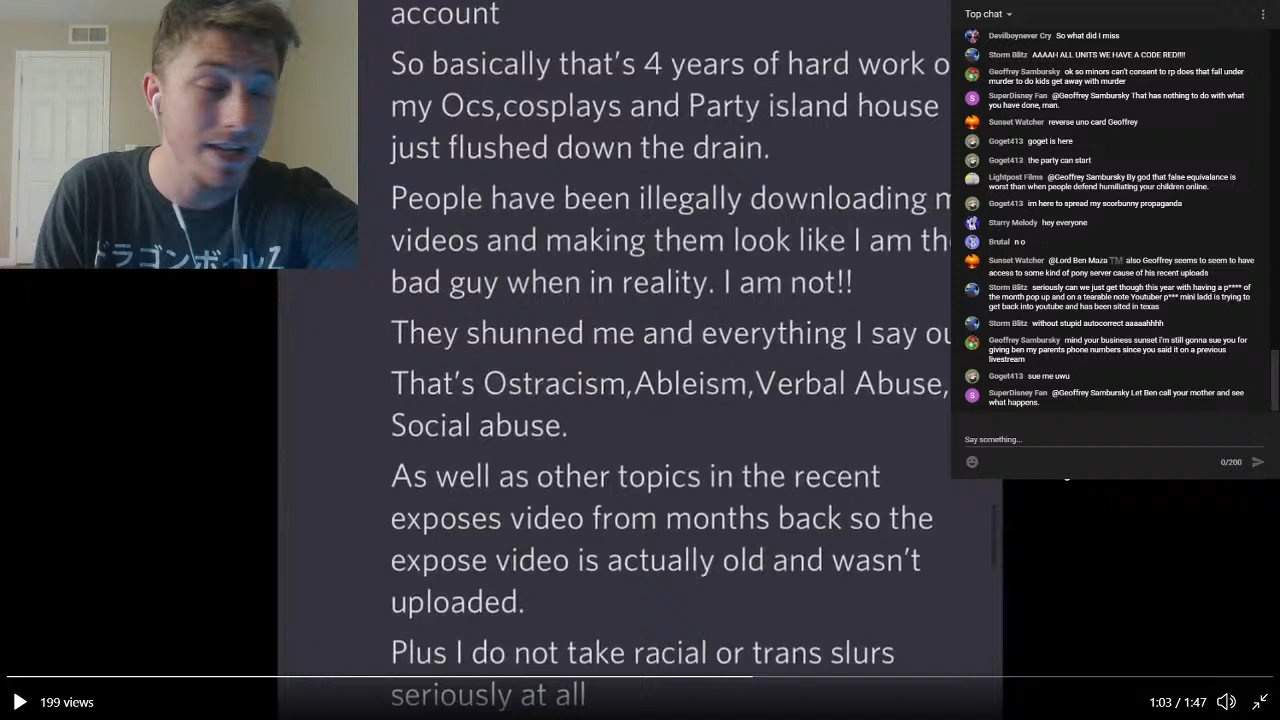 account
So basically that's 4 years of hard work o
my Ocs,cosplays and Party island house
just flushed down the drain.
People have been illegally downloading m
videos and making them look like I am th
bad guy when in reality. I am not!!
They shunned me and everything I say ou
That's Ostracism,Ableism,Verbal Abuse,
Social abuse.
As well as other topics in the recent
exposes video from months back so the
expose video is actually old and wasn't
uploaded.
Plus I do not take racial or trans slurs
seriously at all
ドラゴンボールZ
Top chat
Devilboynever Cry So what did I miss
Storm Blitz AAAAH ALL UNITS WE HAVE A CODE RED!!!!
Geoffrey Sambursky ok so minors can't consent to rp does that fall under
murder to do kids get away with murder
S
SuperDisney Fan @Geoffrey Sambursky That has nothing to do with what
you have done, man.
Sunset Watcher reverse uno card Geoffrey
Goget413 goget is here
Goget413 the party can start
Lightpost Films @Geoffrey Sambursky By god that false equivalance is
worst than when people defend humiliating your children online.
Goget413 im here to spread my scorbunny propaganda
Starry Melody hey everyone
Brutal n o
Sunset Watcher @Lord Ben Maza TM also Geoffrey seems to seem to have
access to some kind of pony server cause of his recent uploads
Storm Blitz seriously can we just get though this year with having a p**** of
the month pop up and on a tearable note Youtuber p*** mini ladd is trying to
get back into youtube and has been sited in texas
Storm Blitz without stupid autocorrect aaaaahhhh
Geoffrey Sambursky mind your business sunset i'm still gonna sue you for
giving ben my parents phone numbers since you said it on a previous
livestream
Goget413 sue me uwu
S
SuperDisney Fan @Geoffrey Sambursky Let Ben call your mother and see
what happens.
Say something...
0/200
199 views
1:03 / 1:47